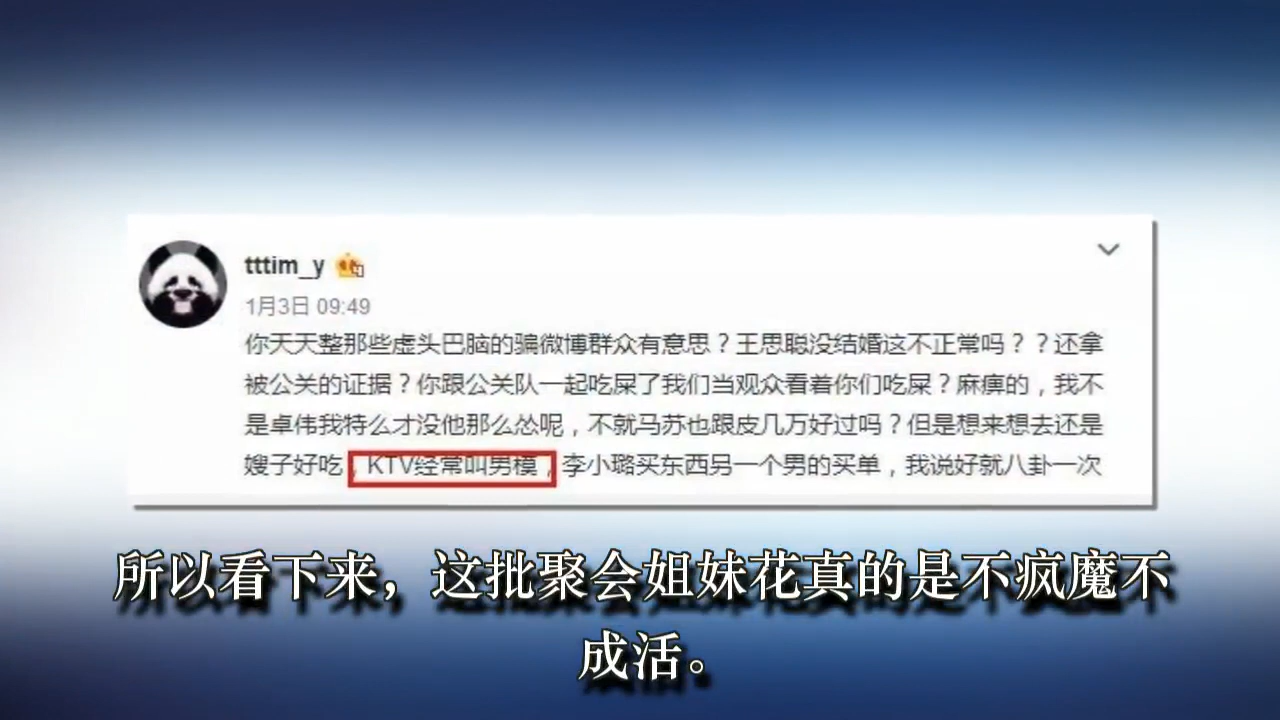 tttim_y
1月3日 09:49
你天天整那些虚头巴脑的骗微博群众有意思？王思聪没结婚这不正常吗？？还拿
被公关的证据？你跟公关队一起吃屎了我们当观众看着你们吃屎？麻痹的，我不
是卓伟我特么才没他那么怂呢，不就马苏也跟皮几万好过吗？但是想来想去还是
嫂子好吃，KTV经常叫男模，李小璐买东西另一个男的买单，我说好就八卦一次
所以看下来，这批聚会姐妹花真的是不疯魔不
成活。